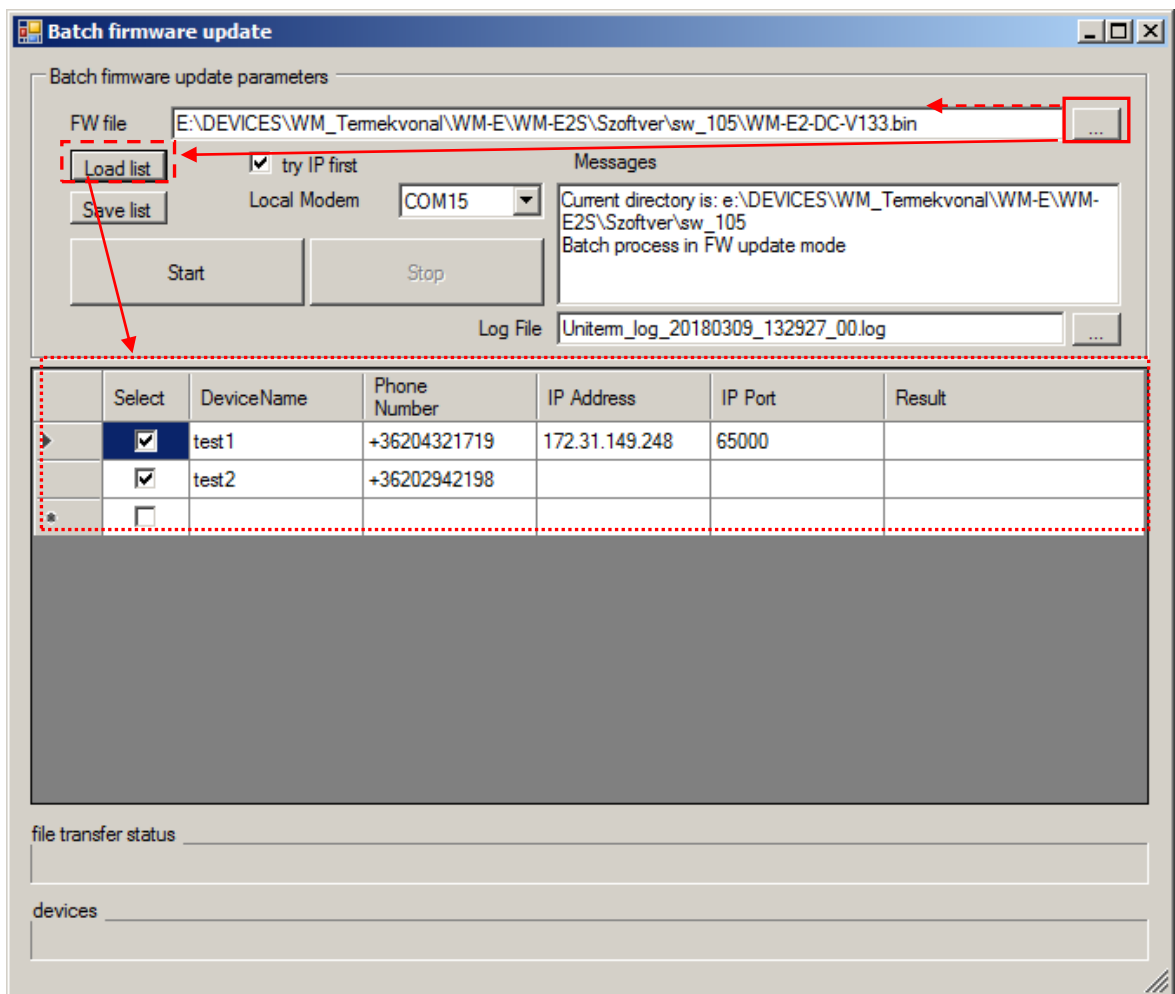 Batch firmware update
Batch firmware update parameters
FW file E:\DEVICES\WM_Termekvonal\WM-E\WM-E2S\Szoftver\sw_105\WM-E2-DC-V133.bin ...
Load list try IP first Messages
Save list Local Modem COM15
Current directory is: e:\DEVICES\WM_Termekvonal\WM-E\WM-
E2S\Szoftver\sw_105
Batch process in FW update mode
Start Stop
Log File Uniterm_log_20180309_132927_00.log ...
Select DeviceName Phone Number IP Address IP Port Result
test1 +36204321719 172.31.149.248 65000
test2 +36202942198
file transfer status
devices